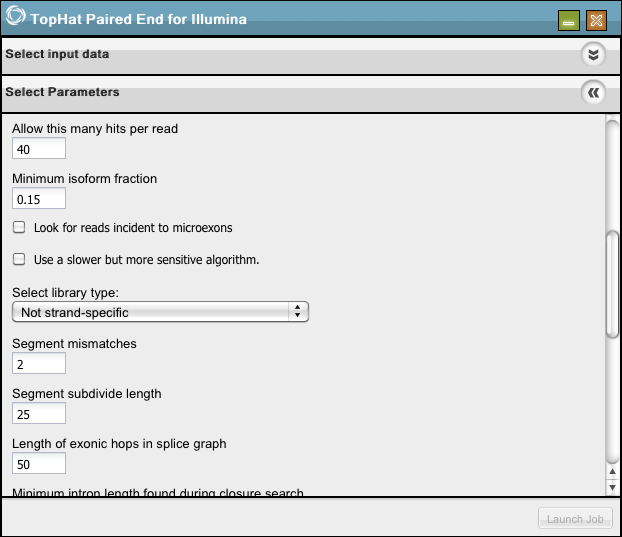 TopHat Paired End for Illumina
Select input data
Select Parameters
Allow this many hits per read
40
Minimum isoform fraction
0.15
Look for reads incident to microexons
Use a slower but more sensitive algorithm.
Select library type:
Not strand-specific
Segment mismatches
2
Segment subdivide length
25
Length of exonic hops in splice graph
50
Minimum intron length found during closure search
Launch Job